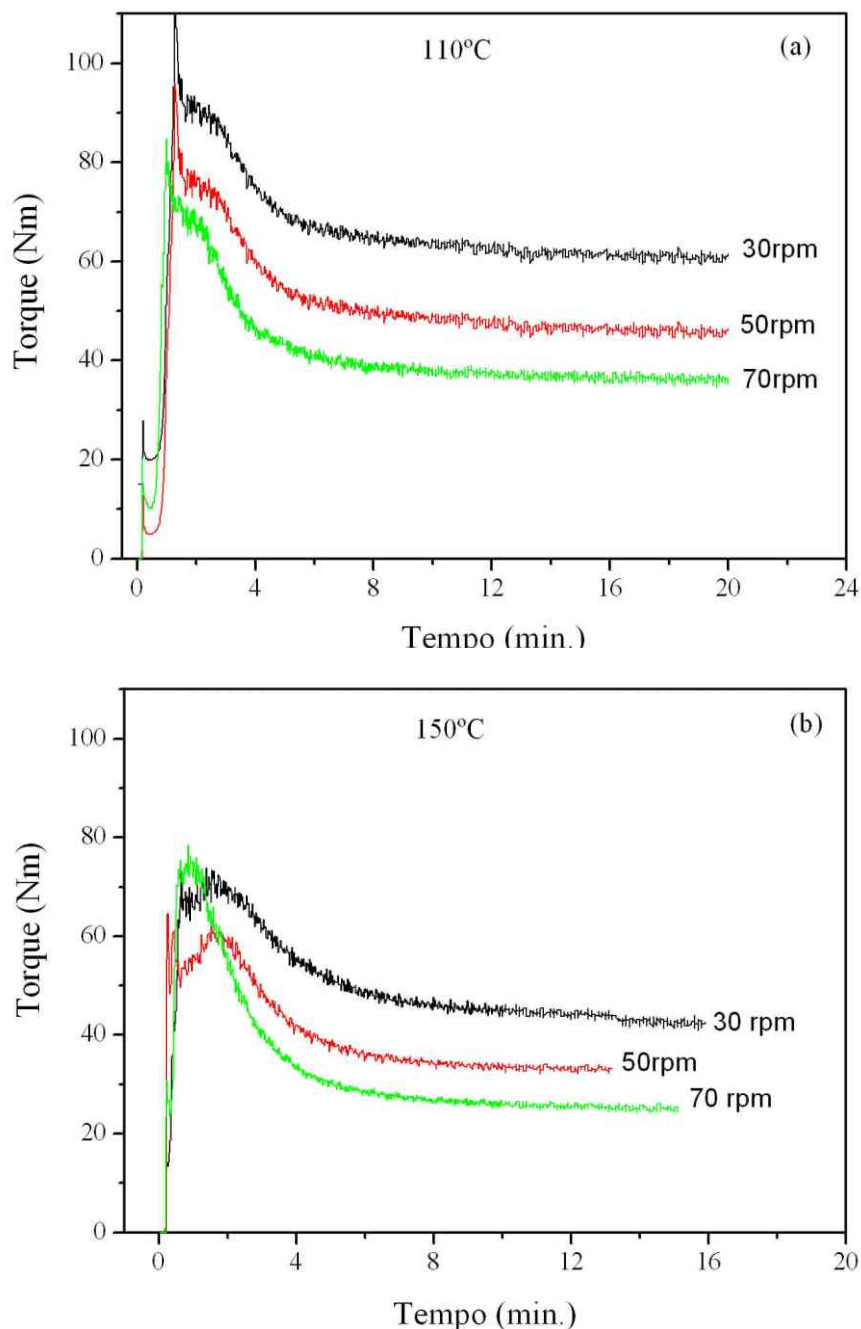 110ºC
(a)
100
80
60
40
20
0
Torque (Nm)
30rpm
50rpm
70rpm
0 4 8 12 16 20 24
Tempo (min.)
150ºC
(b)
100
80
60
40
20
0
Torque (Nm)
30 rpm
50rpm
70 rpm
0 4 8 12 16 20
Tempo (min.)